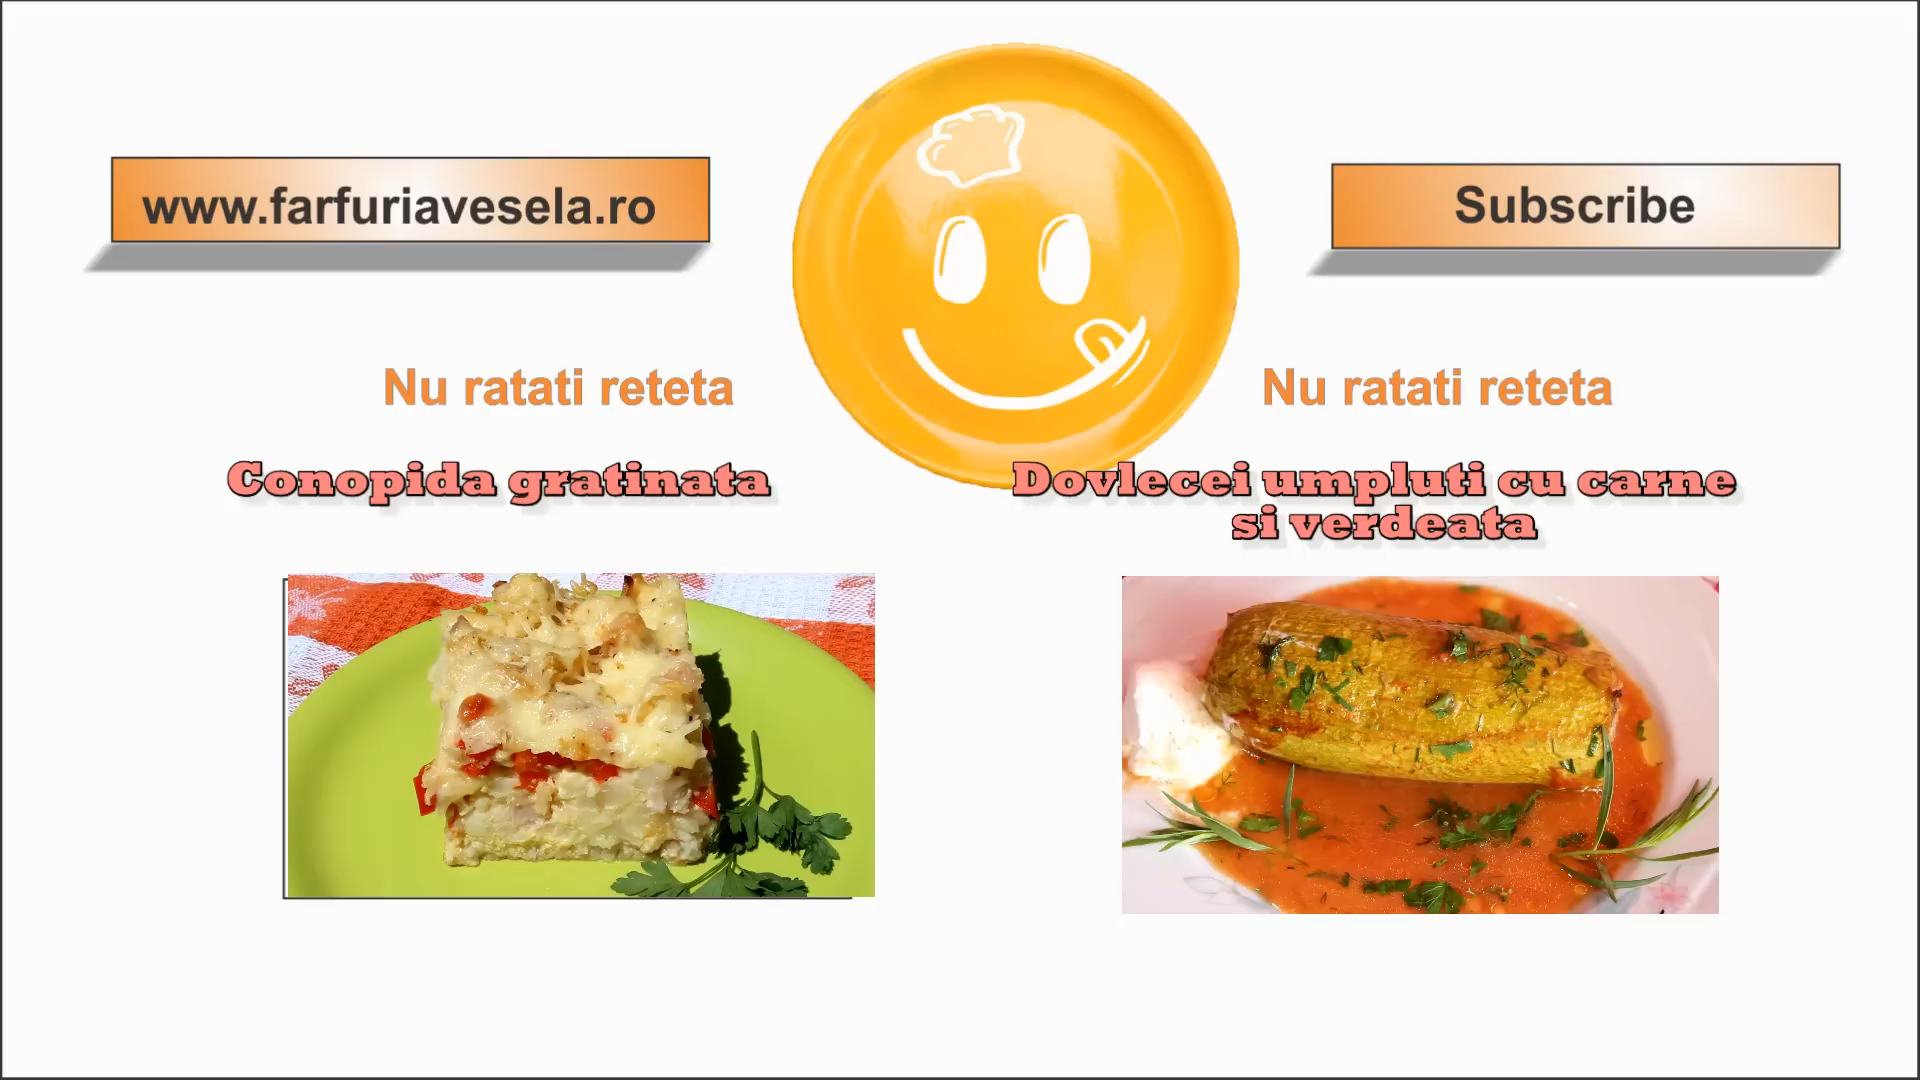 www.farfuriavesela.ro
Subscribe
Nu ratati reteta
Nu ratati reteta
Conopida gratinata
Dovlecei umpluti cu carne
si verdeata